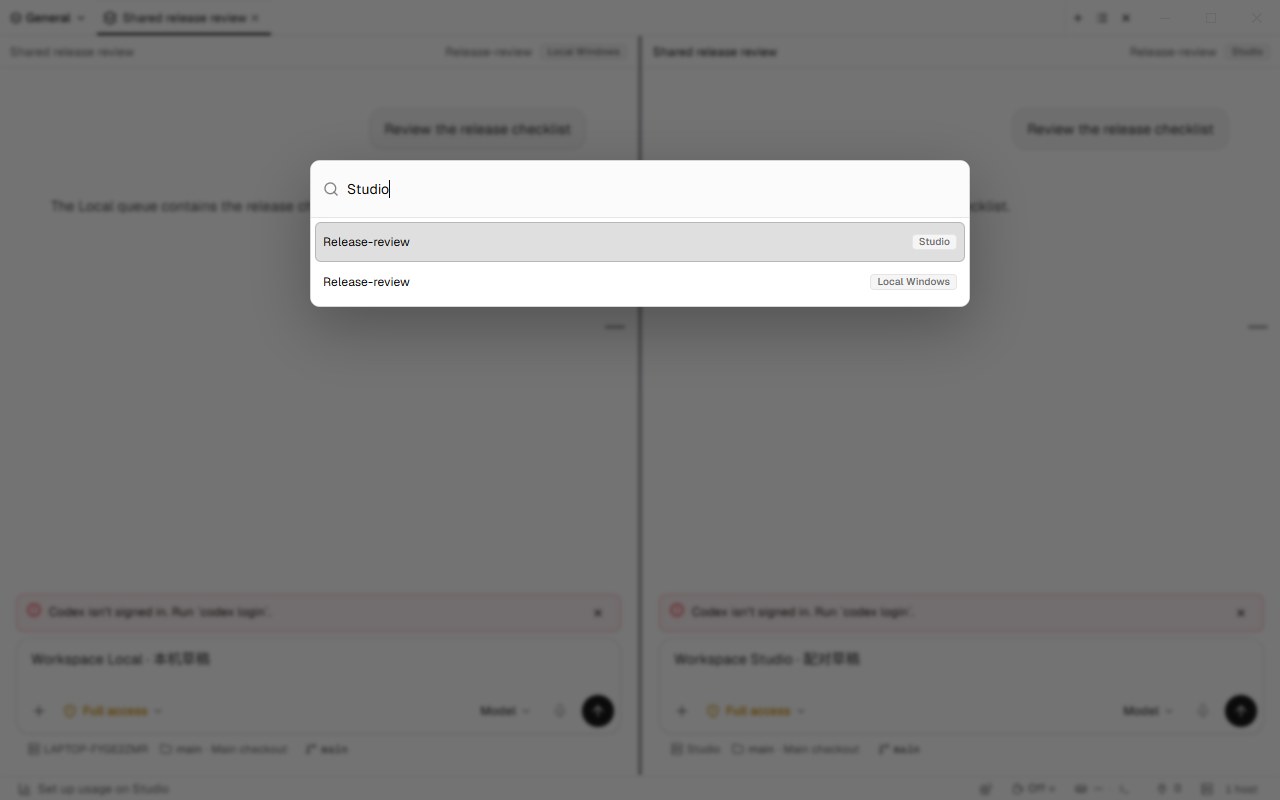 General
Shared release review
Shared release review
Release-review
Local Windows
Shared release review
Release-review
Studio
Review the release checklist
Review the release checklist
Studio
The Local queue contains the release ch
cklist.
Release-review
Studio
Release-review
Local Windows
Codex isn't signed in. Run `codex login`.
Codex isn't signed in. Run `codex login`.
Workspace Local · 本机草稿
Workspace Studio · 配对草稿
Full access
Model
Full access
Model
main · Main checkout
main
Studio
main · Main checkout
main
Set up usage on Studio
Off
1 hour